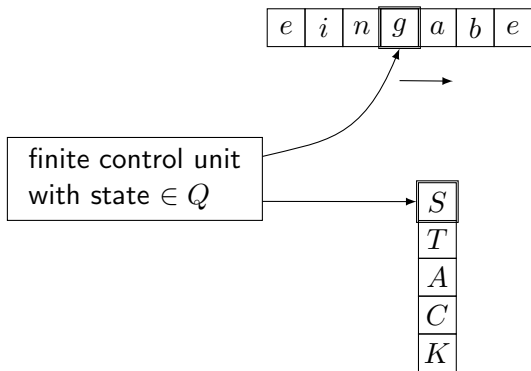 e i n g a b e
finite control unit
with state ∈ Q
S
T
A
C
K